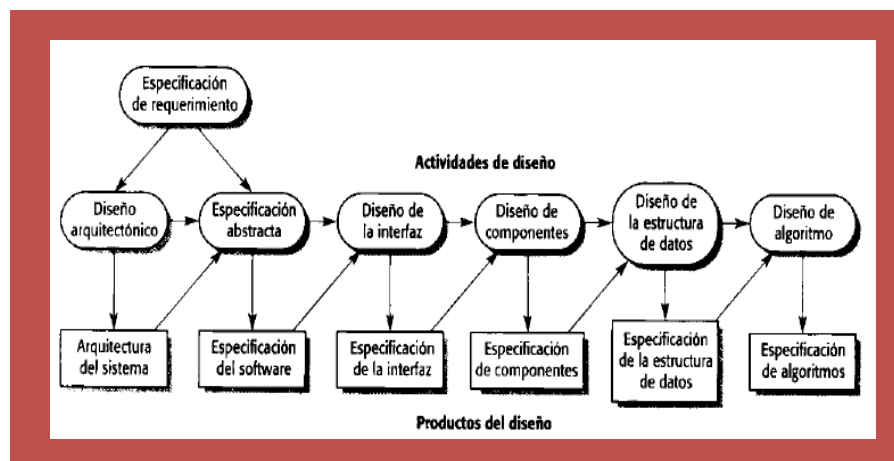 Especificación
de requerimiento
Actividades de diseño
Diseño
arquitectónico
Especificación
abstracta
Diseño de
la interfaz
Diseño de
componentes
Diseño de
la estructura
de datos
Diseño de
algoritmo
Arquitectura
del sistema
Especificación
del software
Especificación
de la interfaz
Especificación
de componentes
Especificación
de la estructura
de datos
Especificación
de algoritmos
Productos del diseño